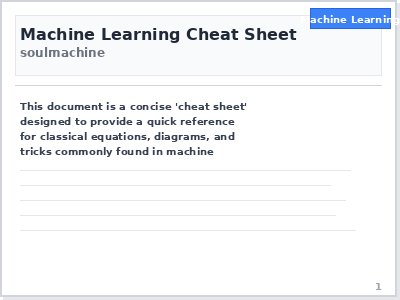 Machine Learning
Machine Learning Cheat Sheet
soulmachine
This document is a concise 'cheat sheet'
designed to provide a quick reference
for classical equations, diagrams, and
tricks commonly found in machine
1